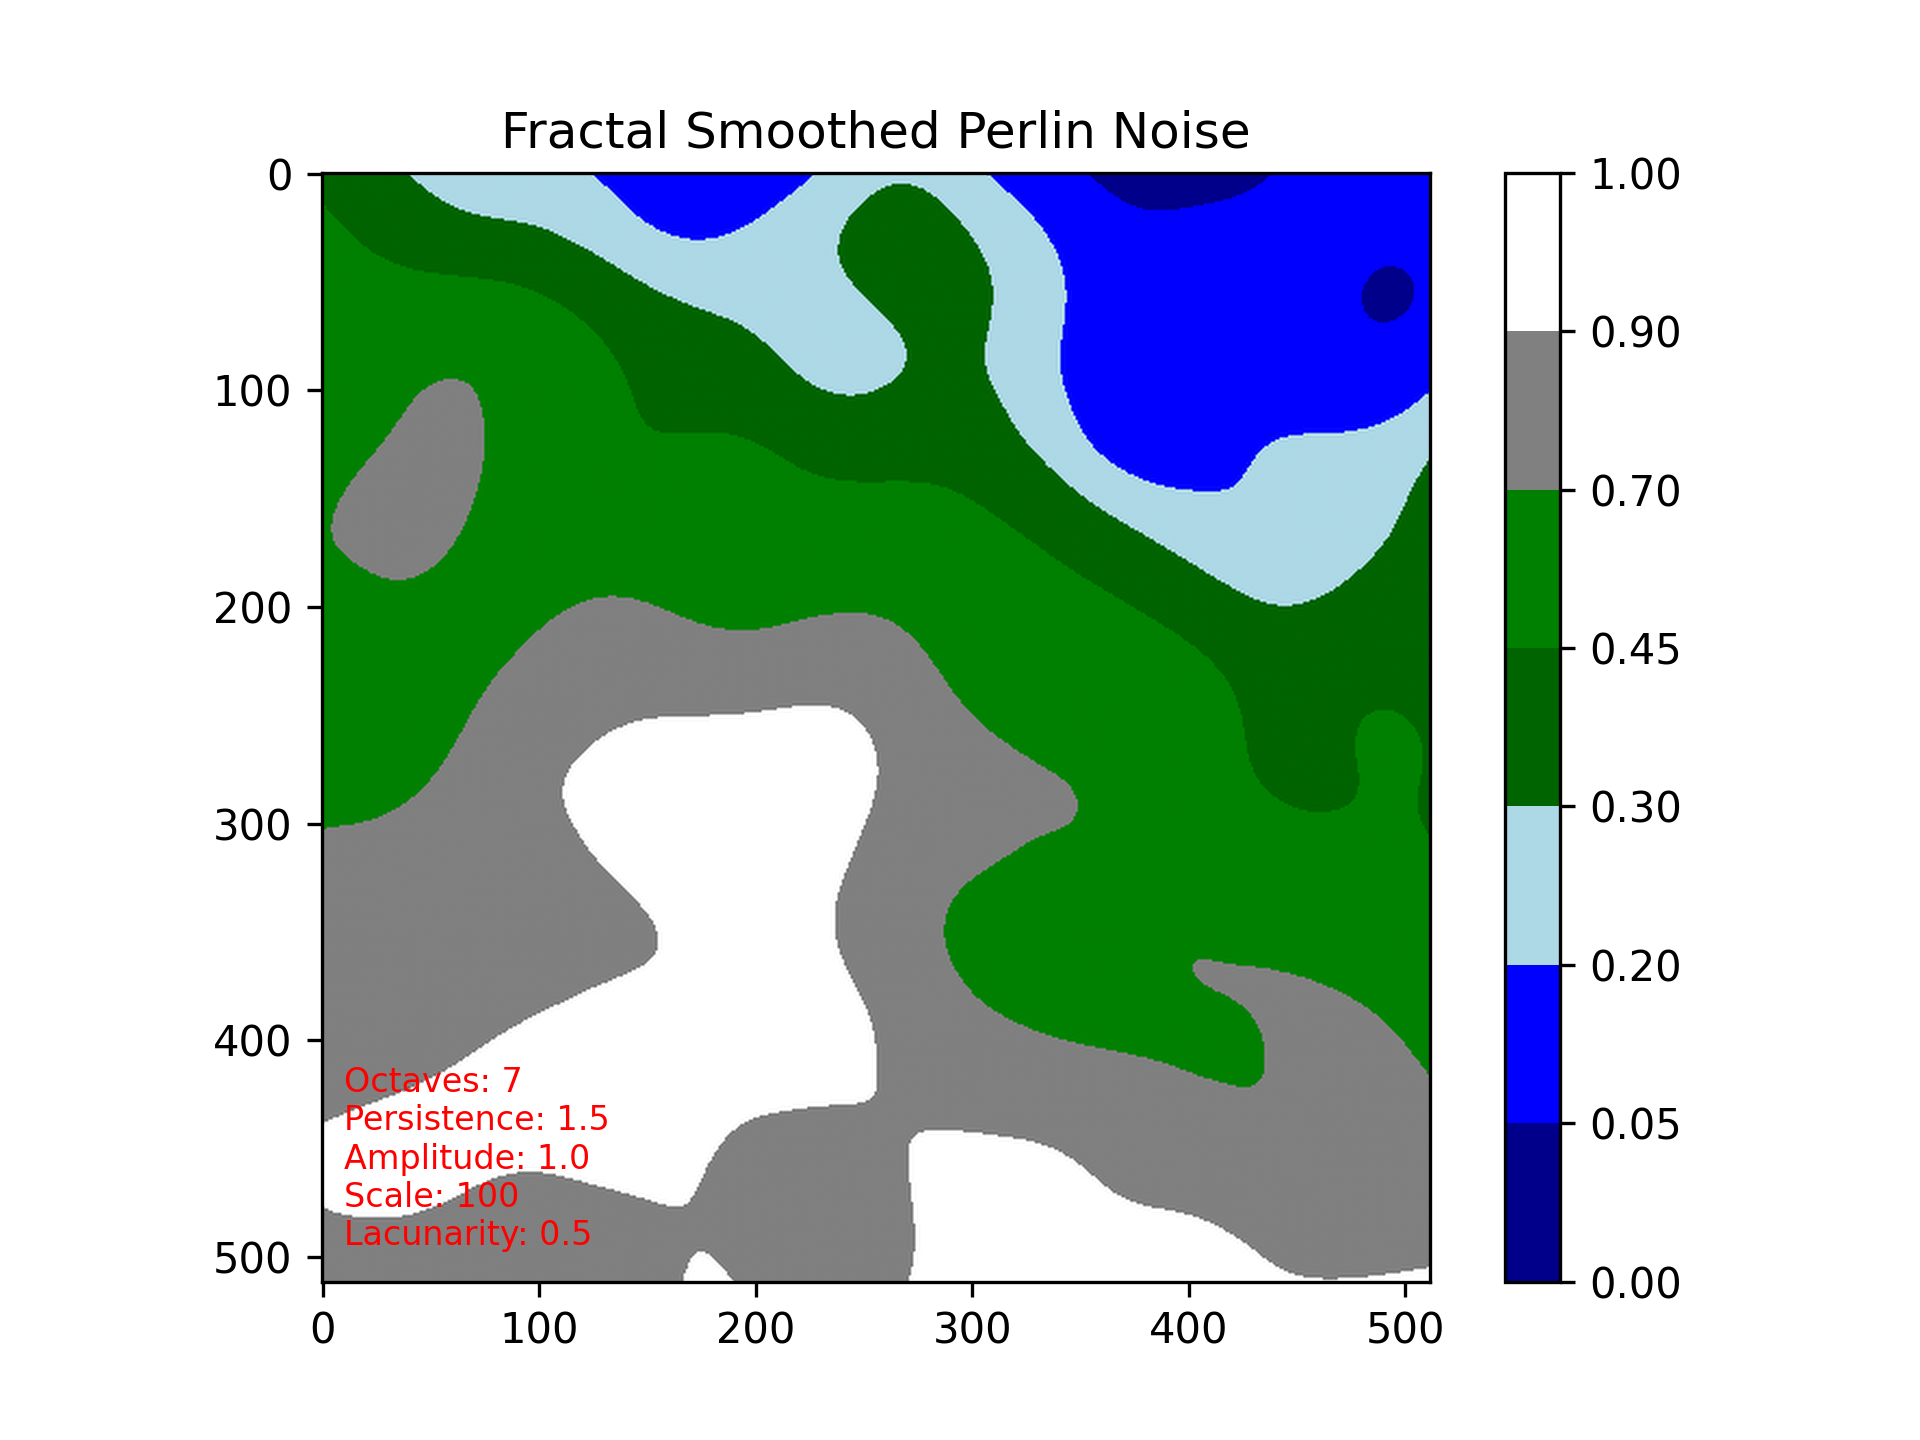 Fractal Smoothed Perlin Noise
0
100
200
300
400
500
Octaves: 7
Persistence: 1.5
Amplitude: 1.0
Scale: 100
Lacunarity: 0.5
0 100 200 300 400 500
1.00
0.90
0.70
0.45
0.30
0.20
0.05
0.00